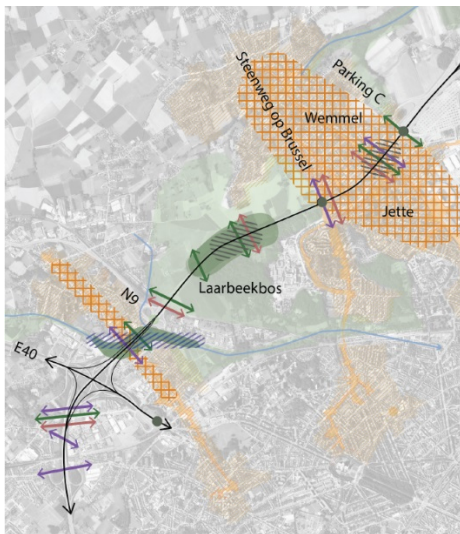 Parking C
Steenweg op Brussel
Wemmel
Jette
Laarbeekbos
N9
E40